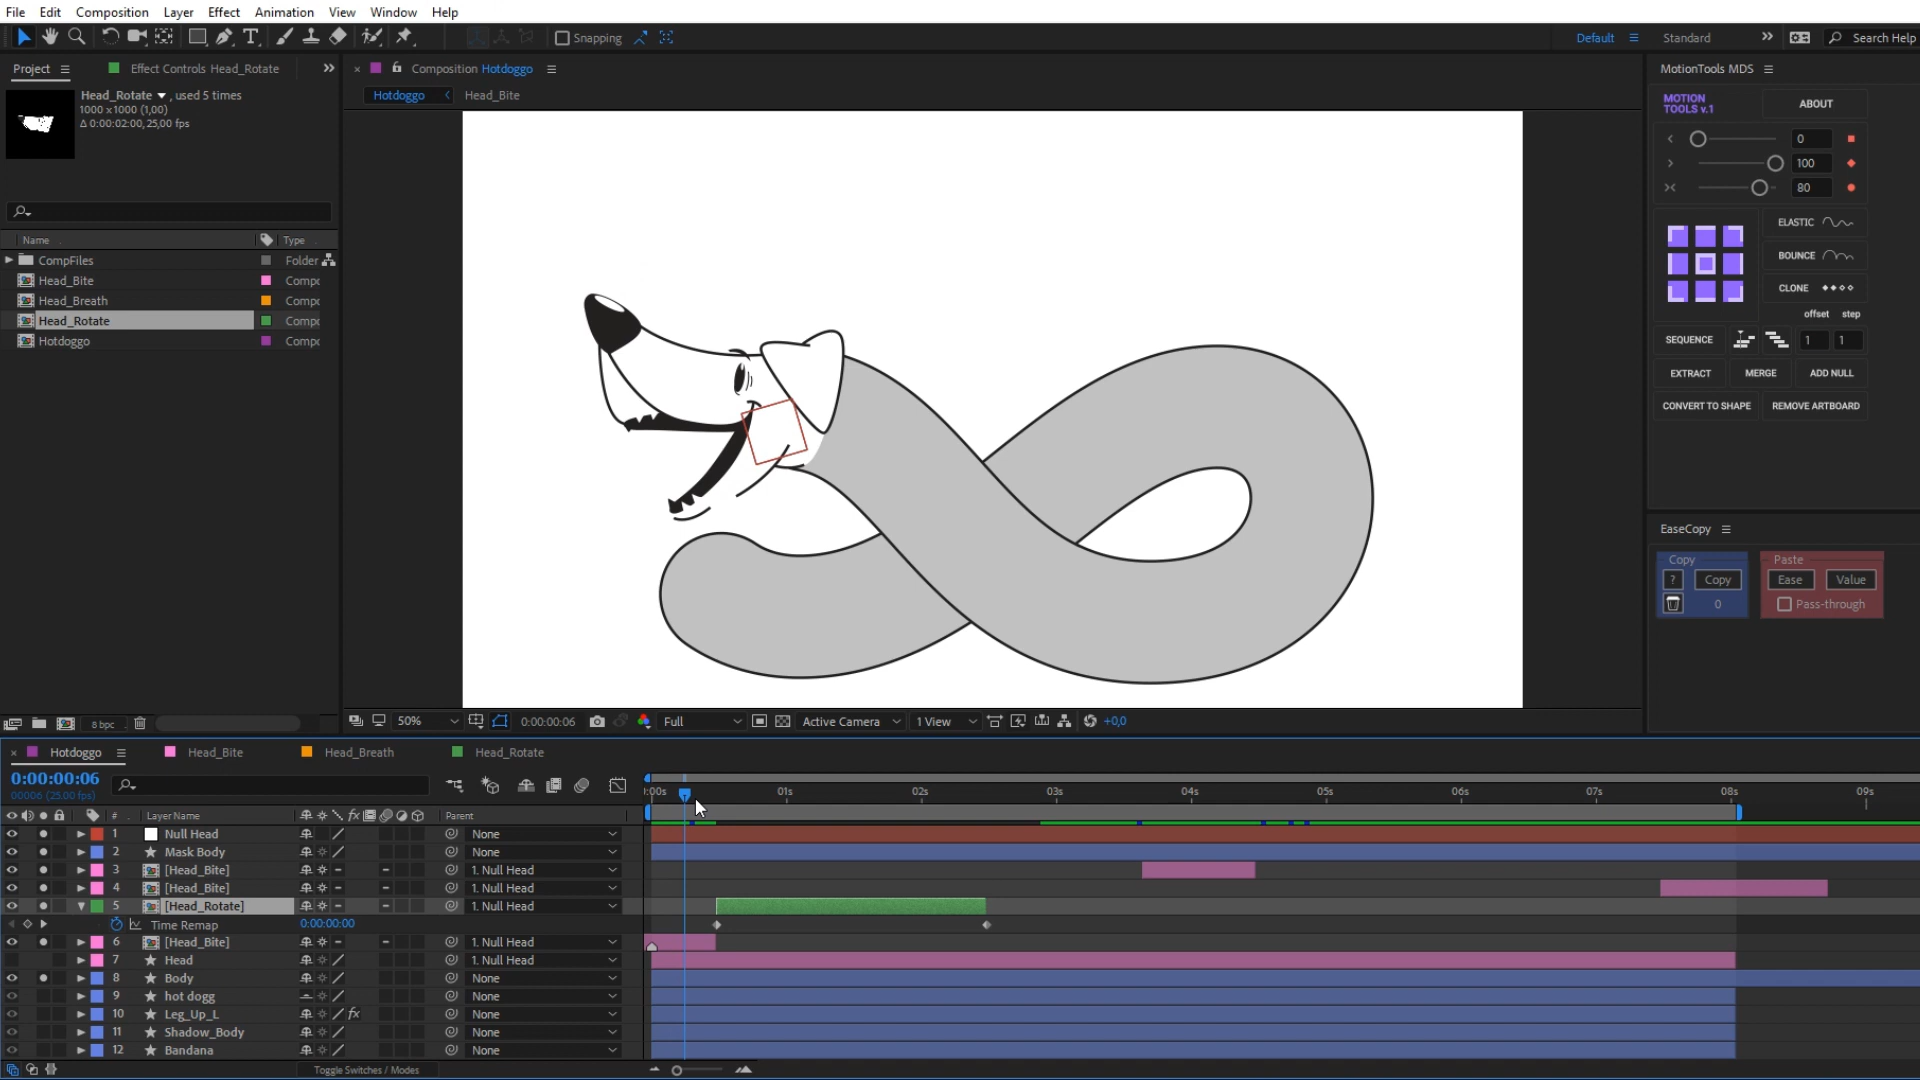 File Edit Composition Layer Effect Animation View Window Help
Snapping Default Standard Search Help
Project Effect Controls Head_Rotate
Composition Hotdoggo
MotionTools MDS
Hotdoggo Head_Bite
Head_Rotate , used 5 times
1000 x 1000 (1,00)
Δ 0:00:02:00, 25,00 fps
MOTION
TOOLS v.1
ABOUT
0
100
80
ELASTIC
BOUNCE
CLONE
offset step
SEQUENCE 1 1
EXTRACT MERGE ADD NULL
CONVERT TO SHAPE REMOVE ARTBOARD
Name Type
CompFiles Folder
Head_Bite Compo
Head_Breath Compo
Head_Rotate Compo
Hotdoggo Compo
EaseCopy
Copy Paste
? Copy Ease Value
0 Pass-through
8 bpc
50% 0:00:00:06 Full Active Camera 1 View +0,0
Hotdoggo Head_Bite Head_Breath Head_Rotate
0:00:00:06
00006 (25.00 fps)
:00s 01s 02s 03s 04s 05s 06s 07s 08s 09s
# Layer Name fx Parent
1 Null Head None
2 Mask Body None
3 [Head_Bite] 1. Null Head
4 [Head_Bite] 1. Null Head
5 [Head_Rotate] 1. Null Head
Time Remap 0:00:00:00
6 [Head_Bite] 1. Null Head
7 Head 1. Null Head
8 Body None
9 hot dogg None
10 Leg_Up_L fx None
11 Shadow_Body None
12 Bandana None
Toggle Switches / Modes